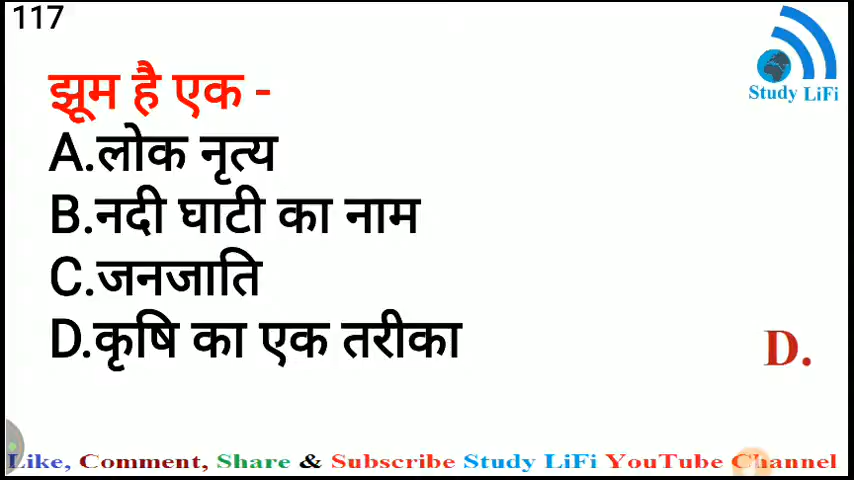 117
Study LiFi
झूम है एक -
A.लोक नृत्य
B.नदी घाटी का नाम
C.जनजाति
D.कृषि का एक तरीका
D.
Like, Comment, Share & Subscribe Study LiFi YouTube Channel